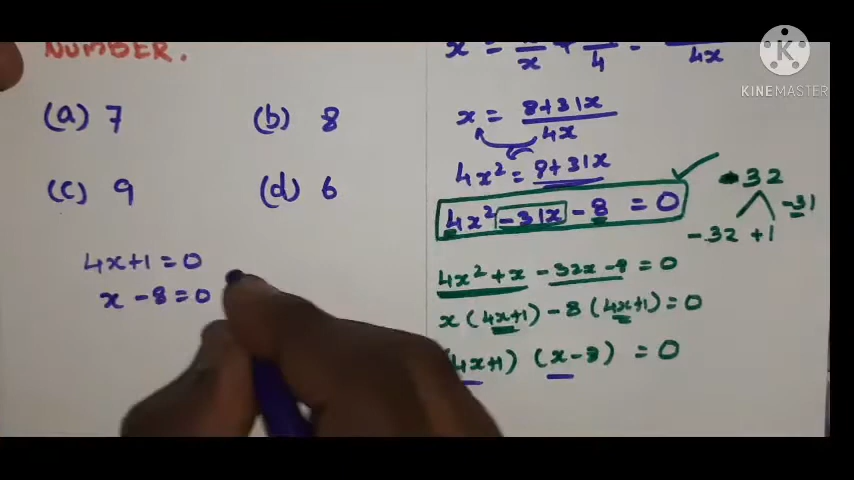 NUMBER.
(a) 7
(b) 8
(c) 9
(d) 6
4x+1=0
x-8=0
4x
x = 8+31x
4x
4x² = 8+31x
4x² -31x - 8 = 0
32
-31
-32 +1
4x² + x - 32x - 8 = 0
x(4x+1) - 8(4x+1) = 0
(4x+1) (x-8) = 0
KINEMASTER